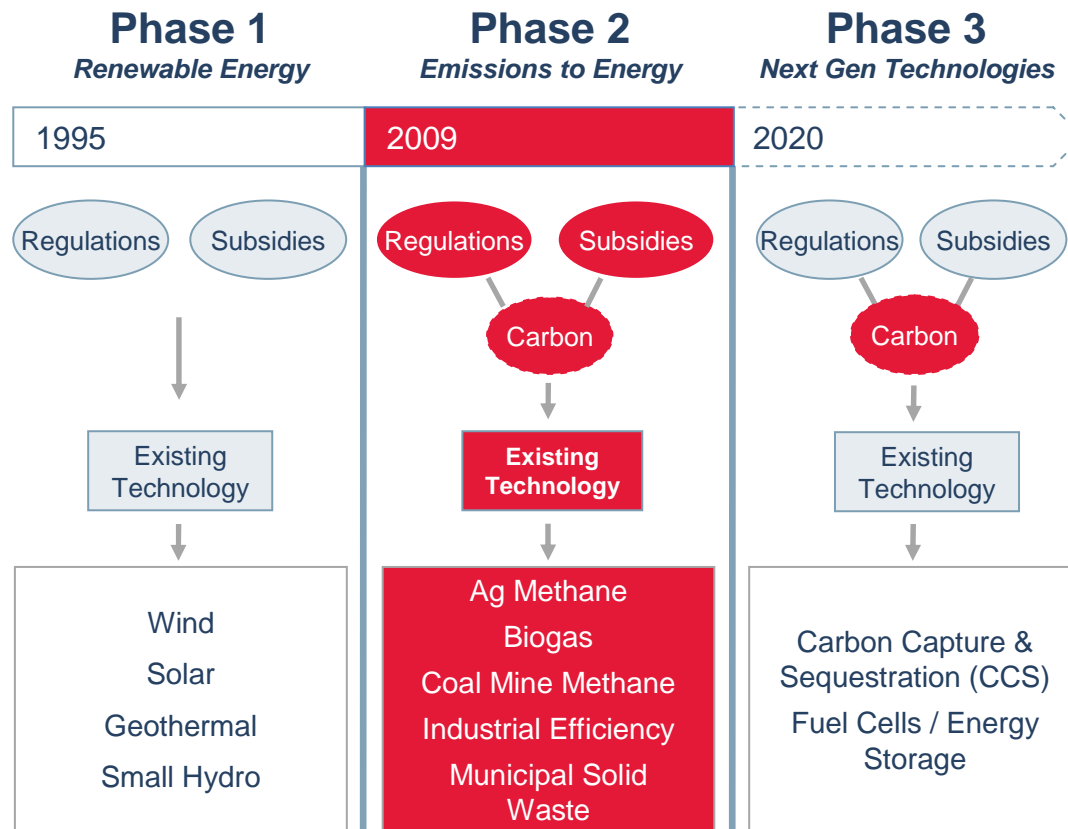 Phase 1
Renewable Energy
Phase 2
Emissions to Energy
Phase 3
Next Gen Technologies
1995
2009
2020
Regulations
Subsidies
Regulations
Subsidies
Regulations
Subsidies
Carbon
Carbon
Existing
Technology
Existing
Technology
Existing
Technology
Wind
Solar
Geothermal
Small Hydro
Ag Methane
Biogas
Coal Mine Methane
Industrial Efficiency
Municipal Solid
Waste
Carbon Capture &
Sequestration (CCS)
Fuel Cells / Energy
Storage